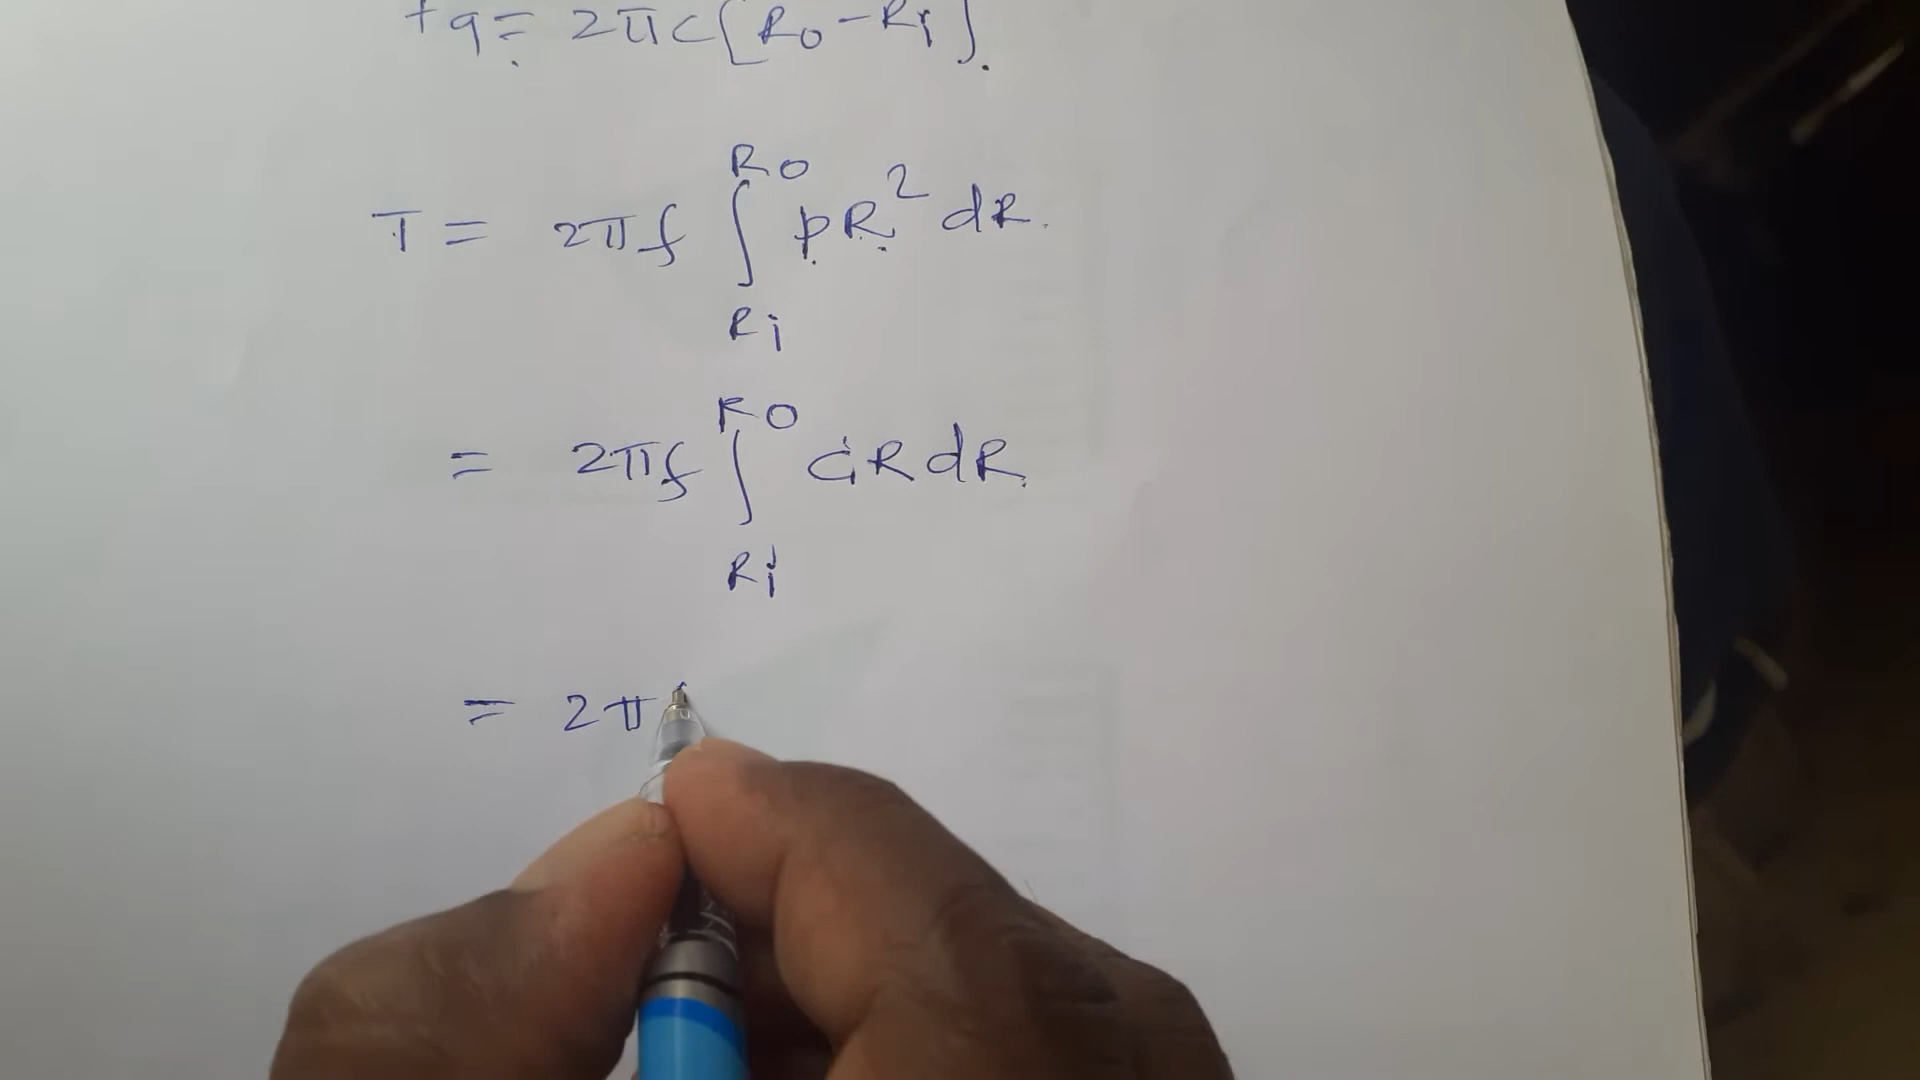 Fa = 2πC[Ro - Ri].
Ro
T = 2πf ∫ pR² dR.
Ri
Ro
= 2πf ∫ CR dR.
Ri
= 2π